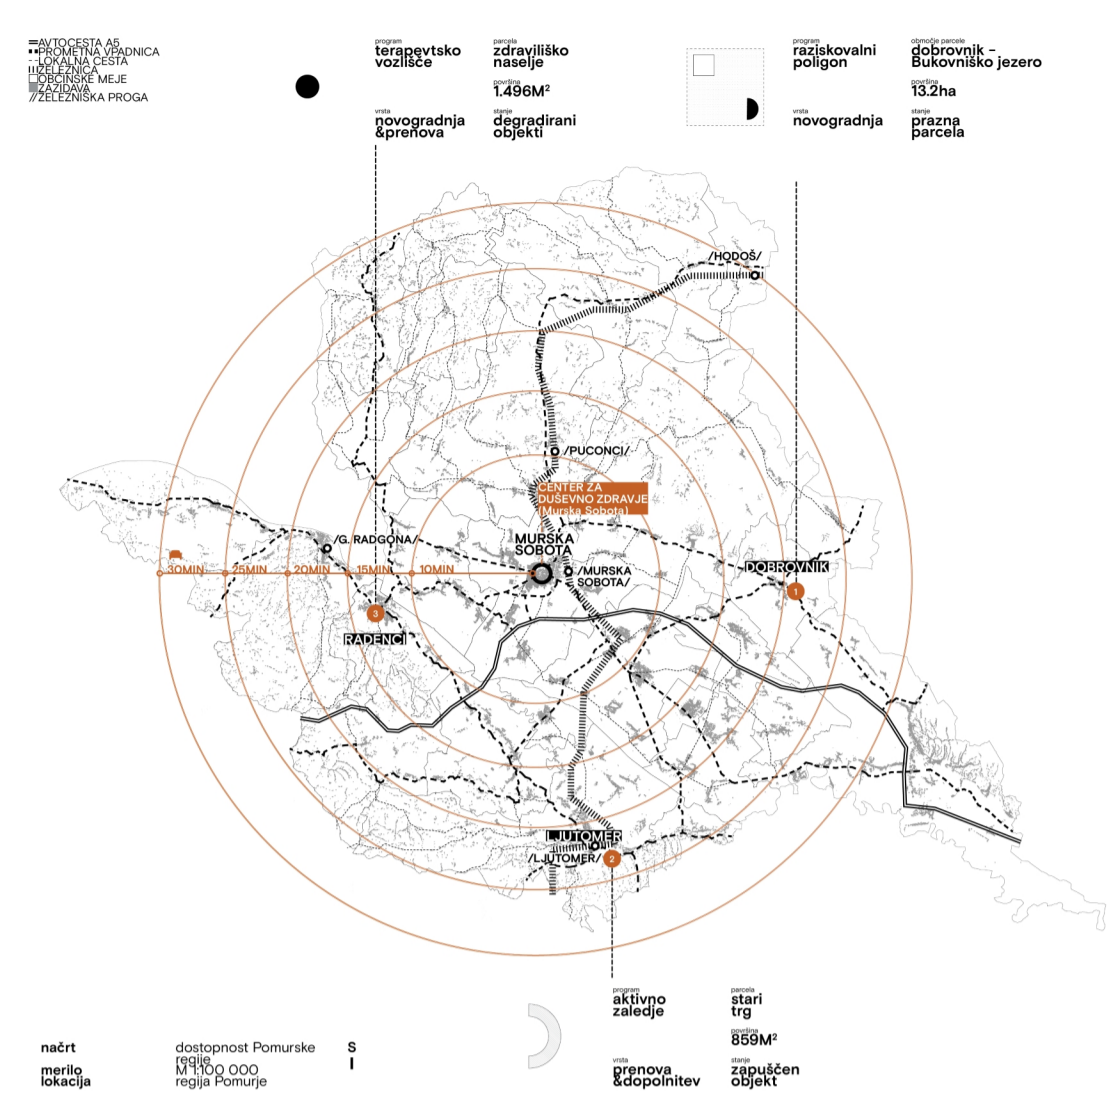 AVTOCESTA A5
PROMETNA VPADNICA
LOKALNA CESTA
ŽELEZNICA
OBČINSKE MEJE
ZAZIDAVA
//ŽELEZNIŠKA PROGA
program
terapevtsko
vozlišče
vrsta
novogradnja
&prenova
parcela
zdraviliško
naselje
površina
1.496M²
stanje
degradirani
objekti
program
raziskovalni
poligon
vrsta
novogradnja
območje parcele
dobrovnik –
Bukovniško jezero
površina
13.2ha
stanje
prazna
parcela
/HODOŠ/
/PUCONCI/
CENTER ZA
DUŠEVNO ZDRAVJE
(Murska Sobota)
MURSKA
SOBOTA
/G. RADGONA/
/MURSKA
SOBOTA/
DOBROVNIK
1
30MIN
25MIN
20MIN
15MIN
10MIN
3
RADENCI
LJUTOMER
/LJUTOMER/
2
program
aktivno
zaledje
vrsta
prenova
&dopolnitev
parcela
stari
trg
površina
859M²
stanje
zapuščen
objekt
načrt
dostopnost Pomurske
regije
merilo
M 1:100 000
lokacija
regija Pomurje
S
I